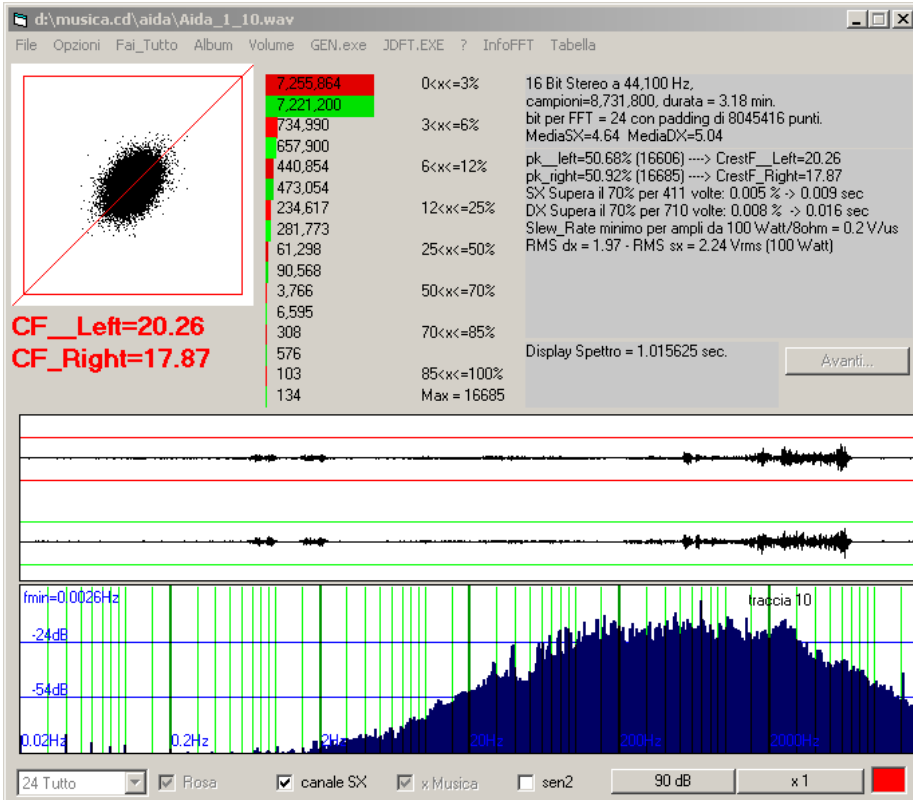 d:\musica.cd\aida\Aida_1_10.wav
File Opzioni Fai_Tutto Album Volume GEN.exe JDFT.EXE ? InfoFFT Tabella
7,255,864 0<x<=3%
7,221,200
734,990 3<x<=6%
657,900
440,854 6<x<=12%
473,054
234,617 12<x<=25%
281,773
61,298 25<x<=50%
90,568
3,766 50<x<=70%
6,595
308 70<x<=85%
576
103 85<x<=100%
134 Max = 16685
16 Bit Stereo a 44,100 Hz,
campioni=8,731,800, durata = 3.18 min.
bit per FFT = 24 con padding di 8045416 punti.
MediaSX=4.64 MediaDX=5.04
pk__left=50.68% (16606) ----> CrestF__Left=20.26
pk_right=50.92% (16685) ----> CrestF_Right=17.87
SX Supera il 70% per 411 volte: 0.005 % -> 0.009 sec
DX Supera il 70% per 710 volte: 0.008 % -> 0.016 sec
Slew_Rate minimo per ampli da 100 Watt/8ohm = 0.2 V/us
RMS dx = 1.97 - RMS sx = 2.24 Vrms (100 Watt)
CF__Left=20.26
CF_Right=17.87
Display Spettro = 1.015625 sec.
Avanti...
fmin=0.0026Hz
traccia 10
-24dB
-54dB
0.02Hz 0.2Hz 2Hz 20Hz 200Hz 2000Hz
24 Tutto Rosa canale SX x Musica sen2 90 dB x 1